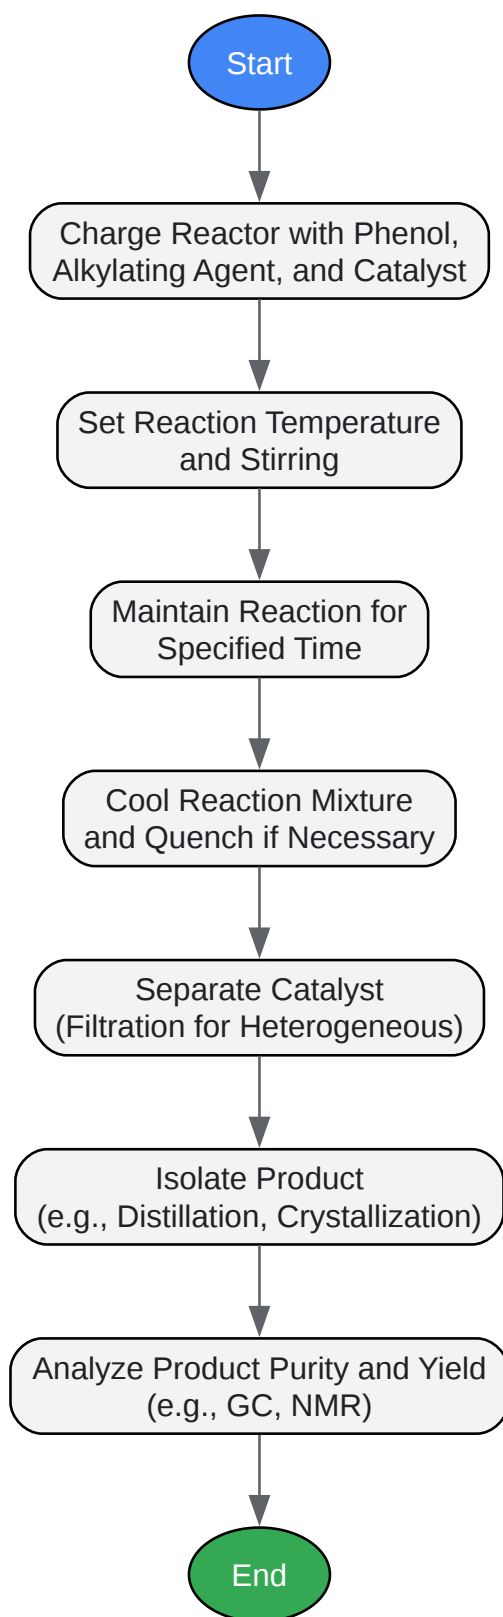 Start
Charge Reactor with Phenol,
Alkylating Agent, and Catalyst
Set Reaction Temperature
and Stirring
Maintain Reaction for
Specified Time
Cool Reaction Mixture
and Quench if Necessary
Separate Catalyst
(Filtration for Heterogeneous)
Isolate Product
(e.g., Distillation, Crystallization)
Analyze Product Purity and Yield
(e.g., GC, NMR)
End